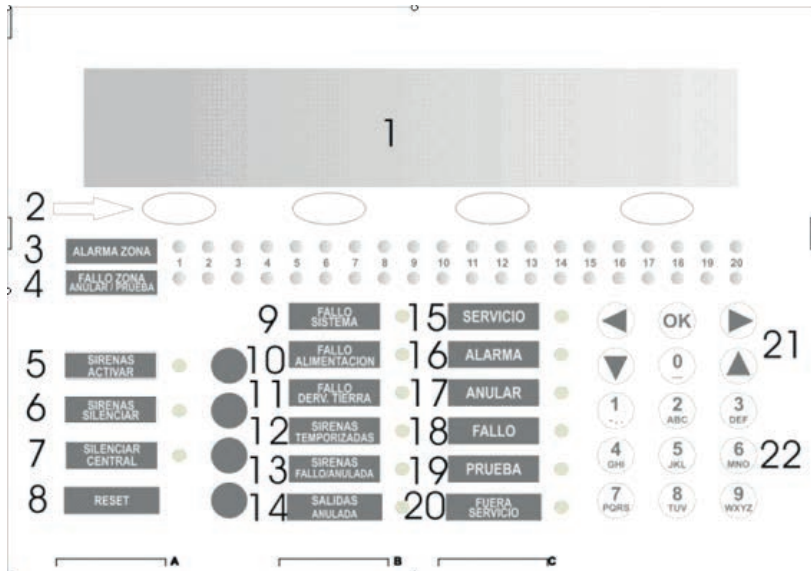 1
2
3 ALARMA ZONA
1 2 3 4 5 6 7 8 9 10 11 12 13 14 15 16 17 18 19 20
4 FALLO ZONA
ANULAR / PRUEBA
5 SIRENAS
ACTIVAR
6 SIRENAS
SILENCIAR
7 SILENCIAR
CENTRAL
8 RESET
A
9 FALLO
SISTEMA
10 FALLO
ALIMENTACION
11 FALLO
DERV. TIERRA
12 SIRENAS
TEMPORIZADAS
13 SIRENAS
FALLO/ANULADA
14 SALIDAS
ANULADA
B
15 SERVICIO
16 ALARMA
17 ANULAR
18 FALLO
19 PRUEBA
20 FUERA
SERVICIO
C
OK
21
0
_
1 2 3
-., ABC DEF
4 5 6
GHI JKL MNO
22
7 8 9
PQRS TUV WXYZ